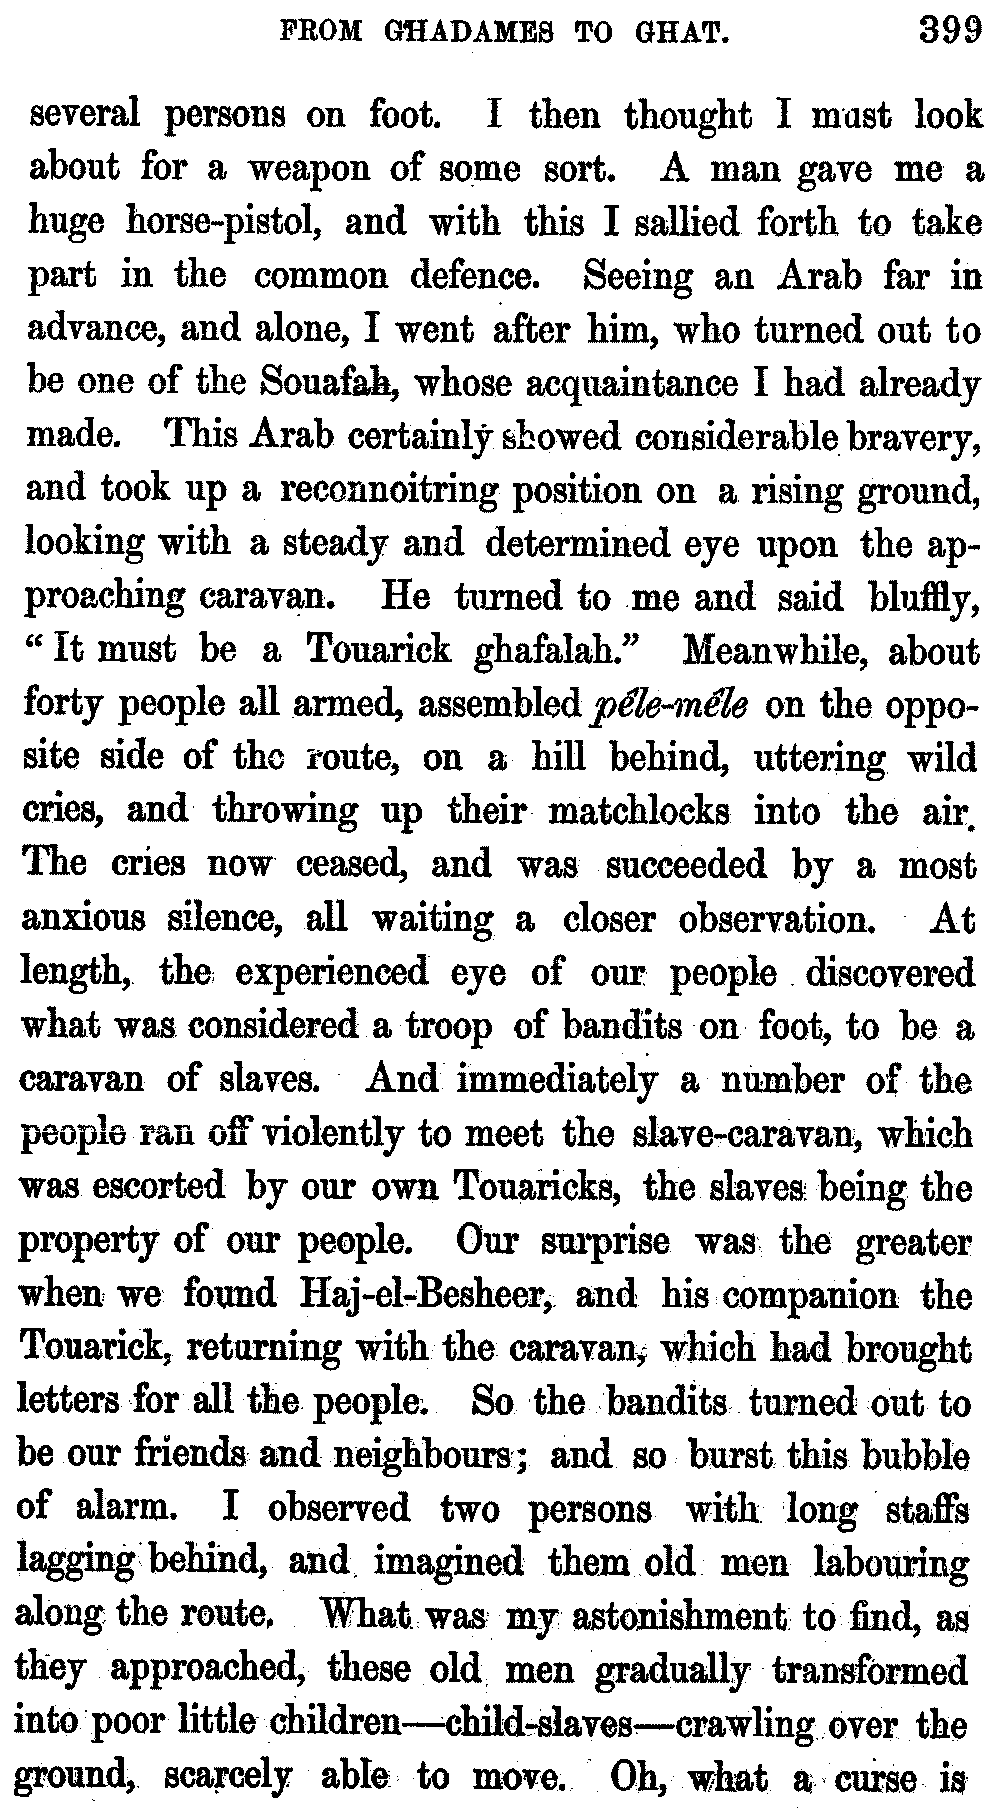 FROM GHADAMES TO GHAT. 399
several persons on foot. I then thought I must look
about for a weapon of some sort. A man gave me a
huge horse-pistol, and with this I sallied forth to take
part in the common defence. Seeing an Arab far in
advance, and alone, I went after him, who turned out to
be one of the Souafah, whose acquaintance I had already
made. This Arab certainly showed considerable bravery,
and took up a reconnoitring position on a rising ground,
looking with a steady and determined eye upon the ap-
proaching caravan. He turned to me and said bluffly,
“It must be a Touarick ghafalah.” Meanwhile, about
forty people all armed, assembled péle-méle on the oppo-
site side of the route, on a hill behind, uttering wild
cries, and throwing up their matchlocks into the air.
The cries now ceased, and was succeeded by a most
anxious silence, all waiting a closer observation. At
length, the experienced eye of our people discovered
what was considered a troop of bandits on foot, to be a
caravan of slaves. And immediately a number of the
people ran off violently to meet the slave-caravan, which
was escorted by our own Touaricks, the slaves being the
property of our people. Our surprise was the greater
when we found Haj-el-Besheer, and his companion the
Touarick, returning with the caravan, which had brought
letters for all the people. So the bandits turned out to
be our friends and neighbours; and so burst this bubble
of alarm. I observed two persons with long staffs
lagging behind, and imagined them old men labouring
along the route. What was my astonishment to find, as
they approached, these old men gradually transformed
into poor little children—child-slaves—crawling over the
ground, scarcely able to move. Oh, what a curse is